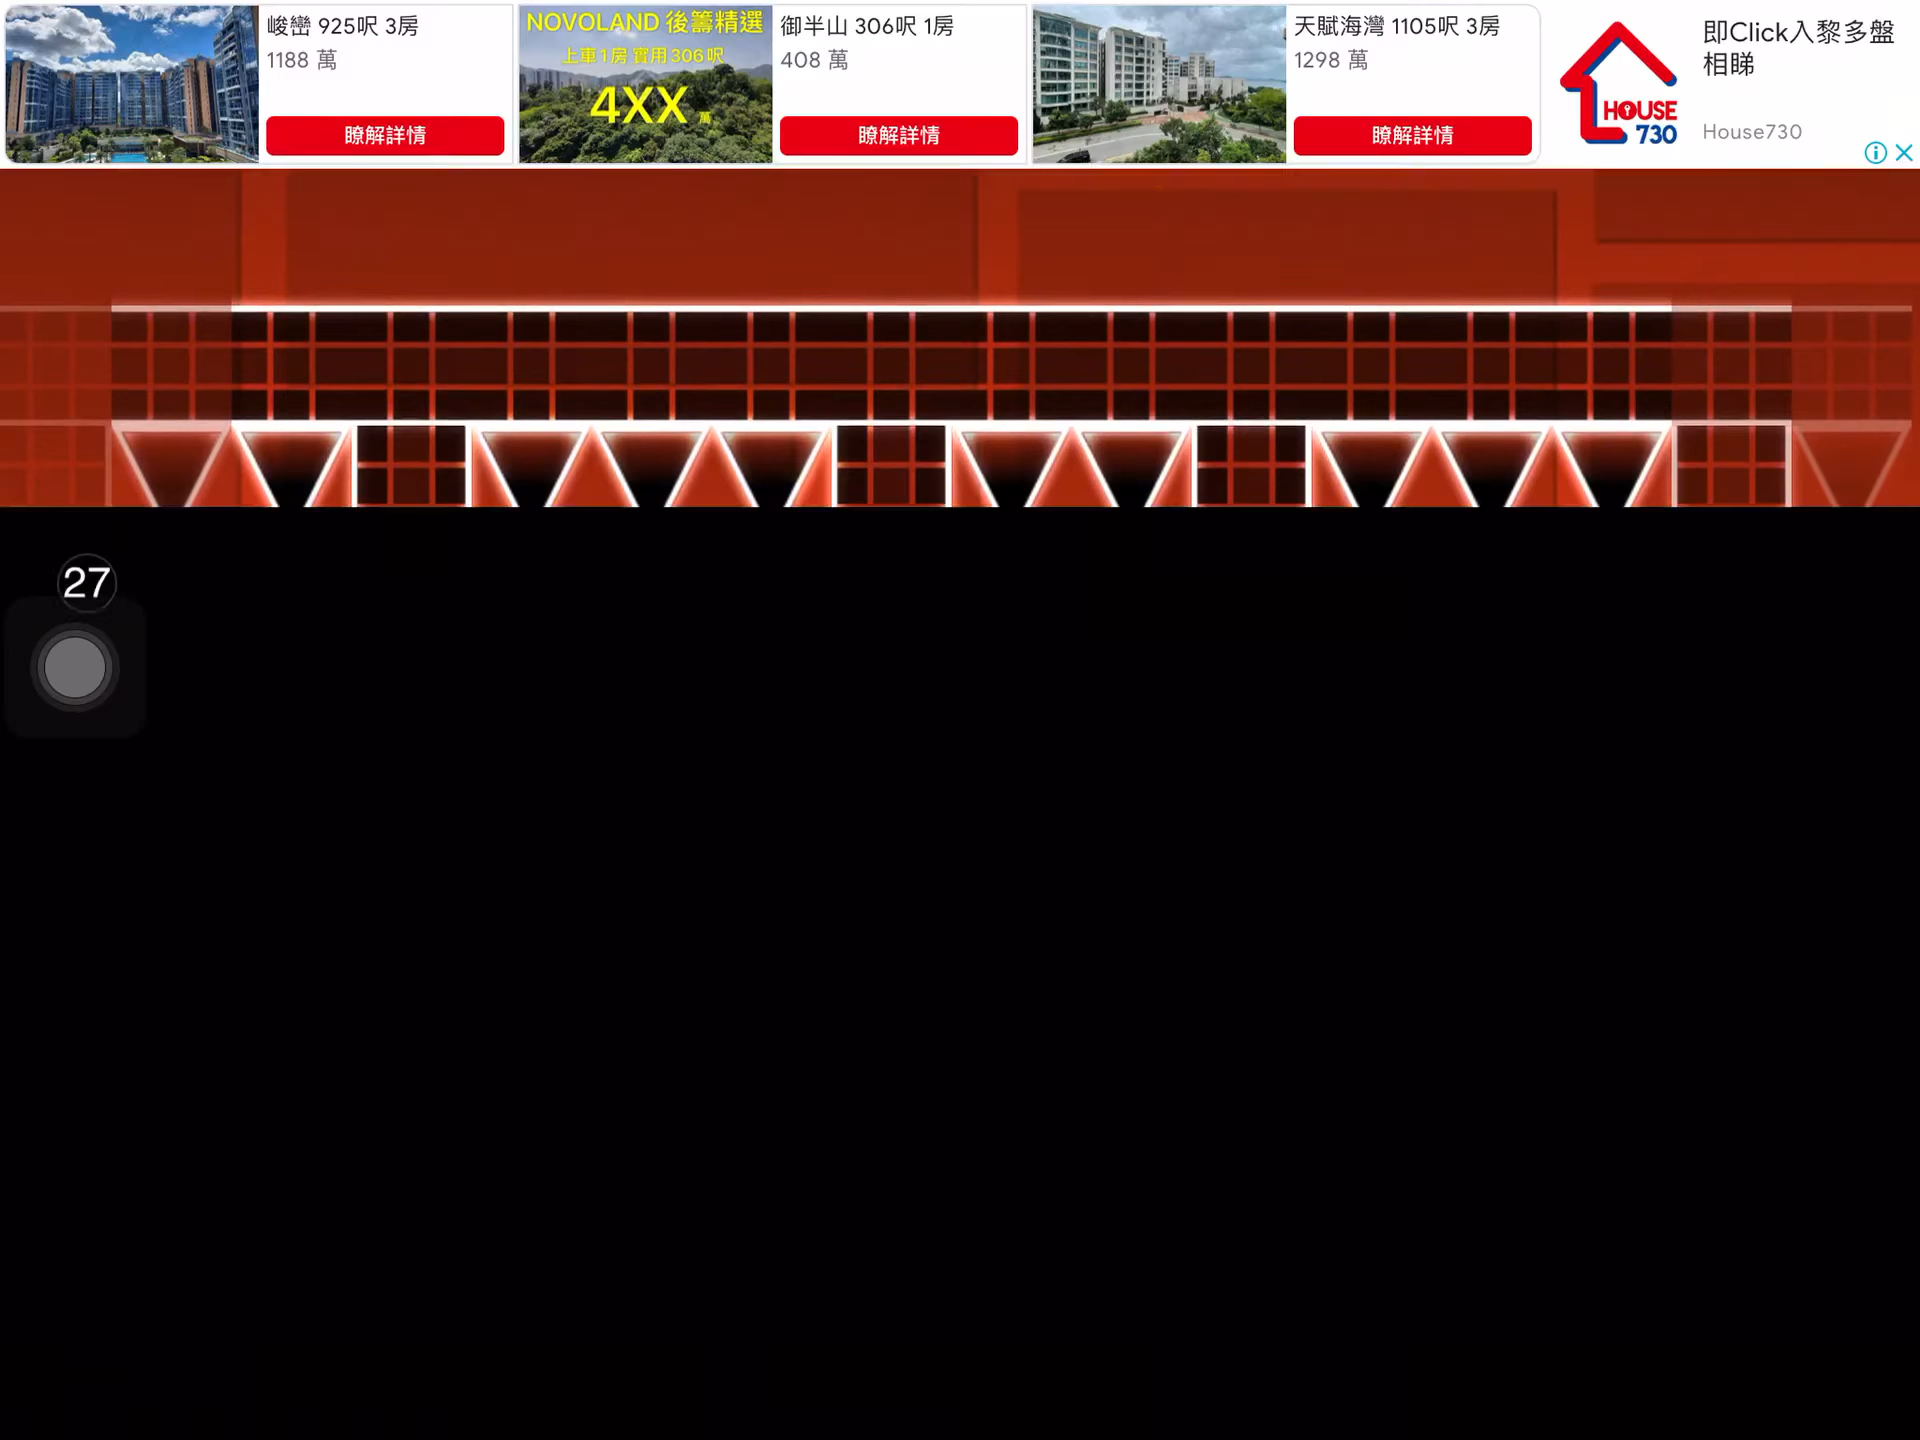 峻巒 925呎 3房
1188 萬
瞭解詳情
NOVOLAND 後籌精選
上車1房 實用306呎
4XX萬
御半山 306呎 1房
408 萬
瞭解詳情
天賦海灣 1105呎 3房
1298 萬
瞭解詳情
HOUSE
730
即Click入黎多盤
相睇
House730
27